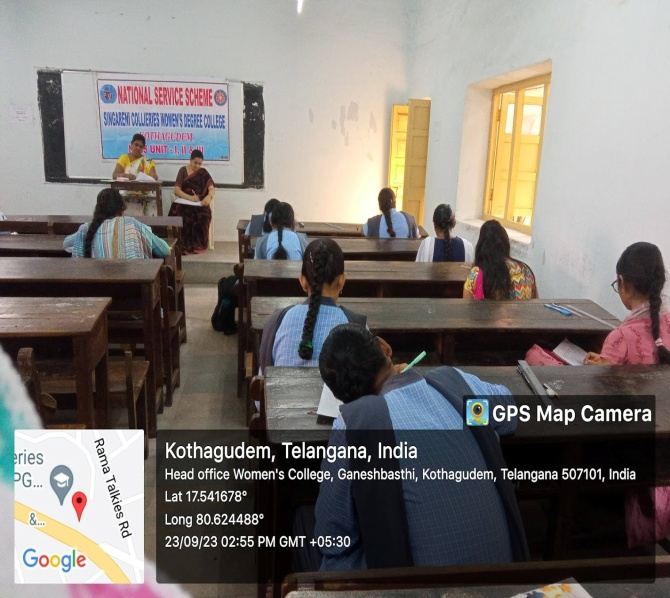 NATIONAL SERVICE SCHEME
SINGARENI COLLIERIES WOMEN'S DEGREE COLLEGE
KOTHAGUDEM
UNIT - I, II &
GPS Map Camera
Kothagudem, Telangana, India
Head office Women's College, Ganeshbasthi, Kothagudem, Telangana 507101, India
Lat 17.541678°
Long 80.624488°
23/09/23 02:55 PM GMT +05:30
eries
PG...
&...
Rama Talkies Rd
Google